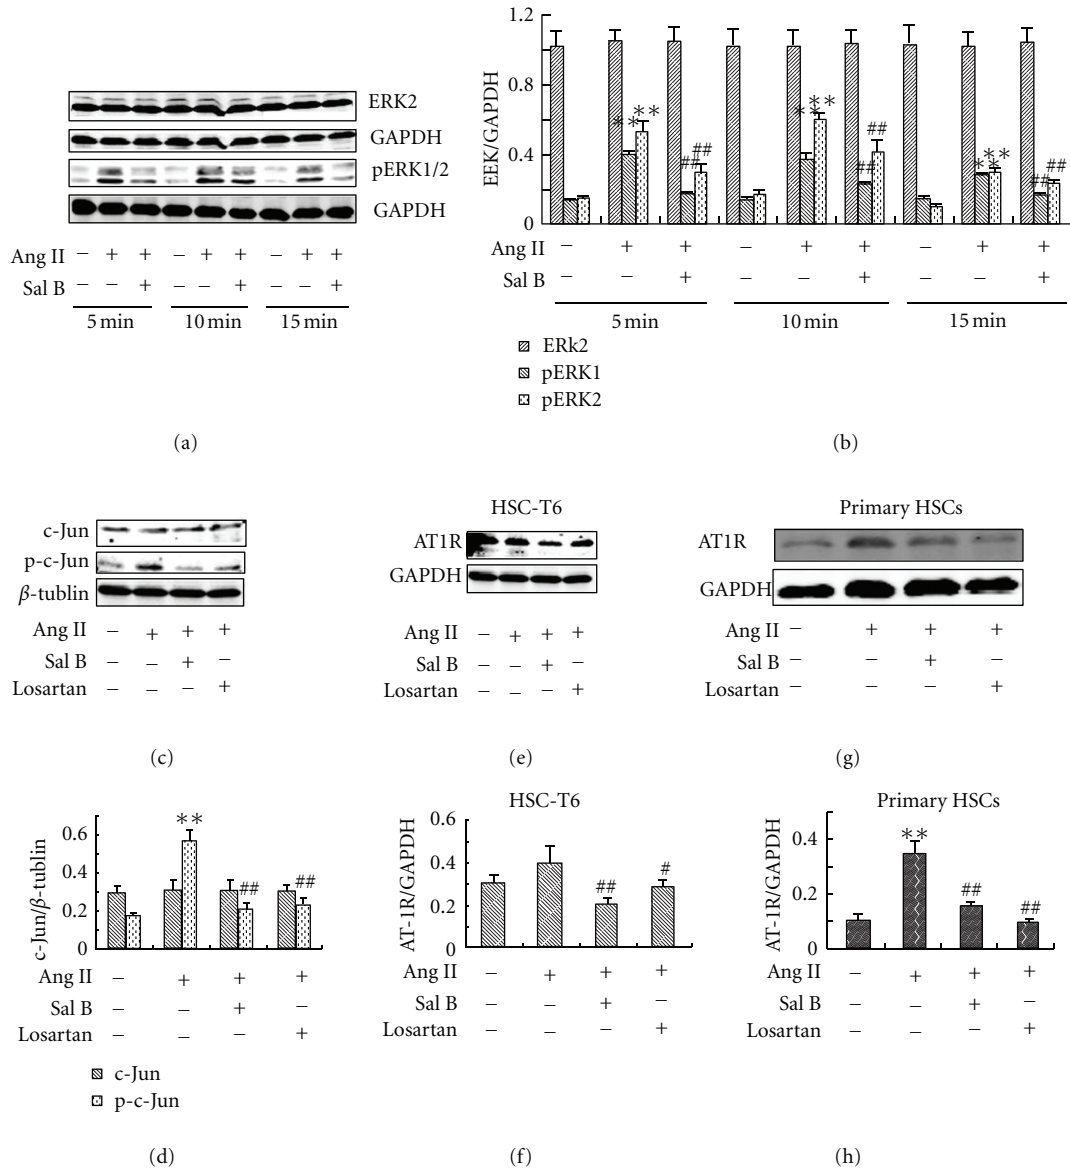 ERK2
GAPDH
pERK1/2
GAPDH
Ang II − + + − + + − + +
Sal B − − + − − + − − +
5 min 10 min 15 min
(a)
EEK/GAPDH
1.2
0.8
0.4
0
** **
## ##
** **
## ##
** **
## ##
Ang II − + + − + + − + +
Sal B − − + − − + − − +
5 min 10 min 15 min
ERk2
pERK1
pERK2
(b)
c-Jun
p-c-Jun
β-tublin
Ang II − + + +
Sal B − − + −
Losartan − − − +
(c)
HSC-T6
AT1R
GAPDH
Ang II − + + +
Sal B − − + −
Losartan − − − +
(e)
Primary HSCs
AT1R
GAPDH
Ang II − + + +
Sal B − − + −
Losartan − − − +
(g)
c-Jun/β-tublin
0.6
0.4
0.2
0
**
##
##
Ang II − + + +
Sal B − − + −
Losartan − − − +
c-Jun
p-c-Jun
(d)
HSC-T6
AT-1R/GAPDH
0.6
0.4
0.2
0
##
#
Ang II − + + +
Sal B − − + −
Losartan − − − +
(f)
Primary HSCs
AT-1R/GAPDH
0.4
0.2
0
**
##
##
Ang II − + + +
Sal B − − + −
Losartan − − − +
(h)